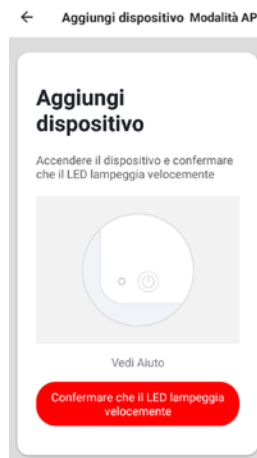 Aggiungi dispositivo Modalità AP
Aggiungi
dispositivo
Accendere il dispositivo e confermare
che il LED lampeggia velocemente
Vedi Aiuto
Confermare che il LED lampeggia
velocemente